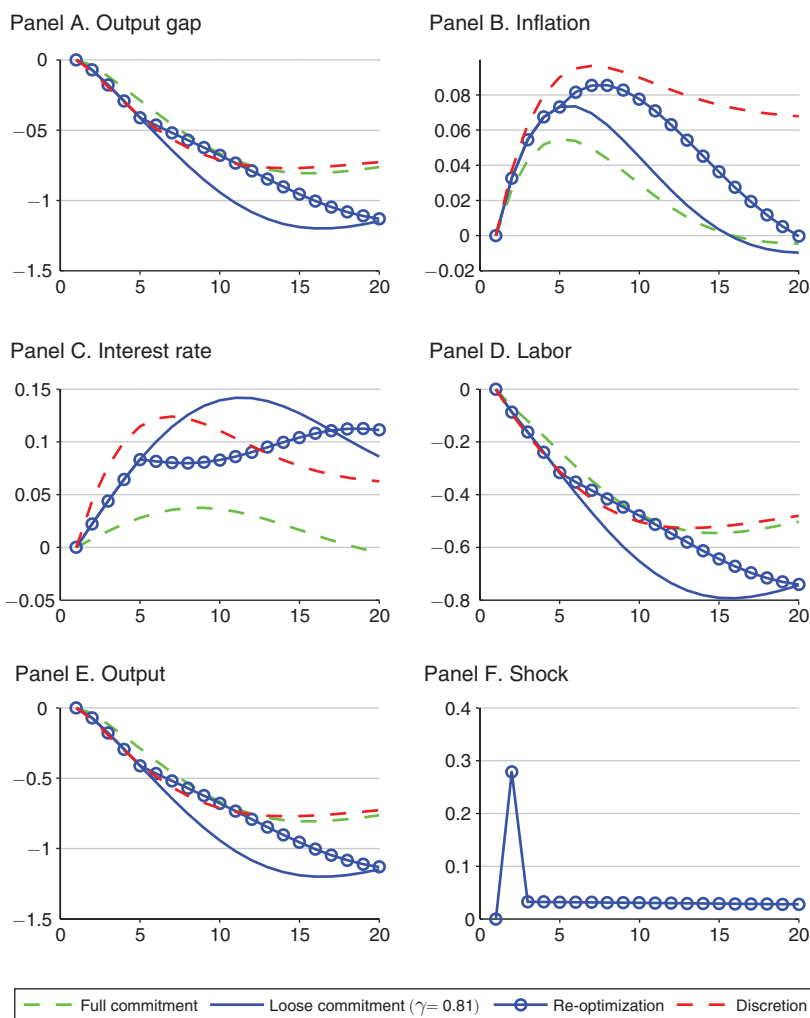 Panel A. Output gap
0
−05
−1
−1.5
0 5 10 15 20
Panel B. Inflation
0.08
0.06
0.04
0.02
0
−0.02
0 5 10 15 20
Panel C. Interest rate
0.15
0.1
0.05
0
−0.05
0 5 10 15 20
Panel D. Labor
0
−0.2
−0.4
−0.6
−0.8
0 5 10 15 20
Panel E. Output
0
−0.5
−1
−1.5
0 5 10 15 20
Panel F. Shock
0.4
0.3
0.2
0.1
0
0 5 10 15 20
Full commitment Loose commitment (γ= 0.81) Re-optimization Discretion